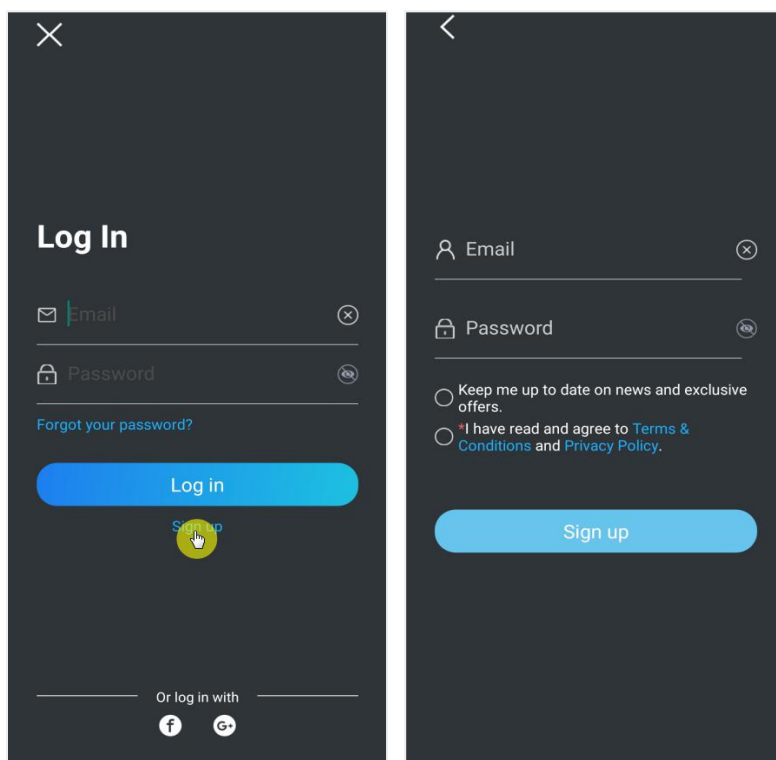 Log In
Email
Password
Forgot your password?
Log in
Sign up
Or log in with
f
G+
Email
Password
Keep me up to date on news and exclusive
offers.
*I have read and agree to Terms &
Conditions and Privacy Policy.
Sign up